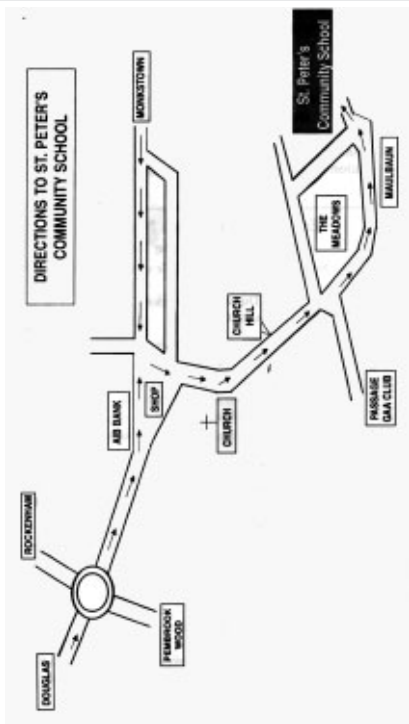 DIRECTIONS TO ST. PETER'S
COMMUNITY SCHOOL
St. Peter's
Community School
MONKSTOWN
MAULBAUN
THE
MEADOWS
CHURCH
HILL
PASSAGE
GAA CLUB
AIB BANK
SHOP
CHURCH
ROCKENHAM
DOUGLAS
PEMBROOK
WOOD